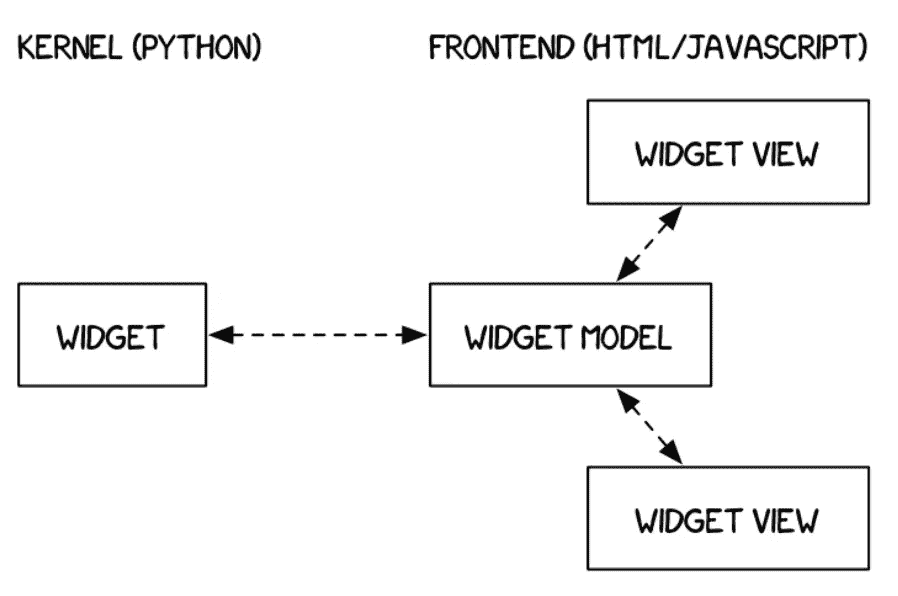 KERNEL (PYTHON)
FRONTEND (HTML/JAVASCRIPT)
WIDGET VIEW
WIDGET
WIDGET MODEL
WIDGET VIEW